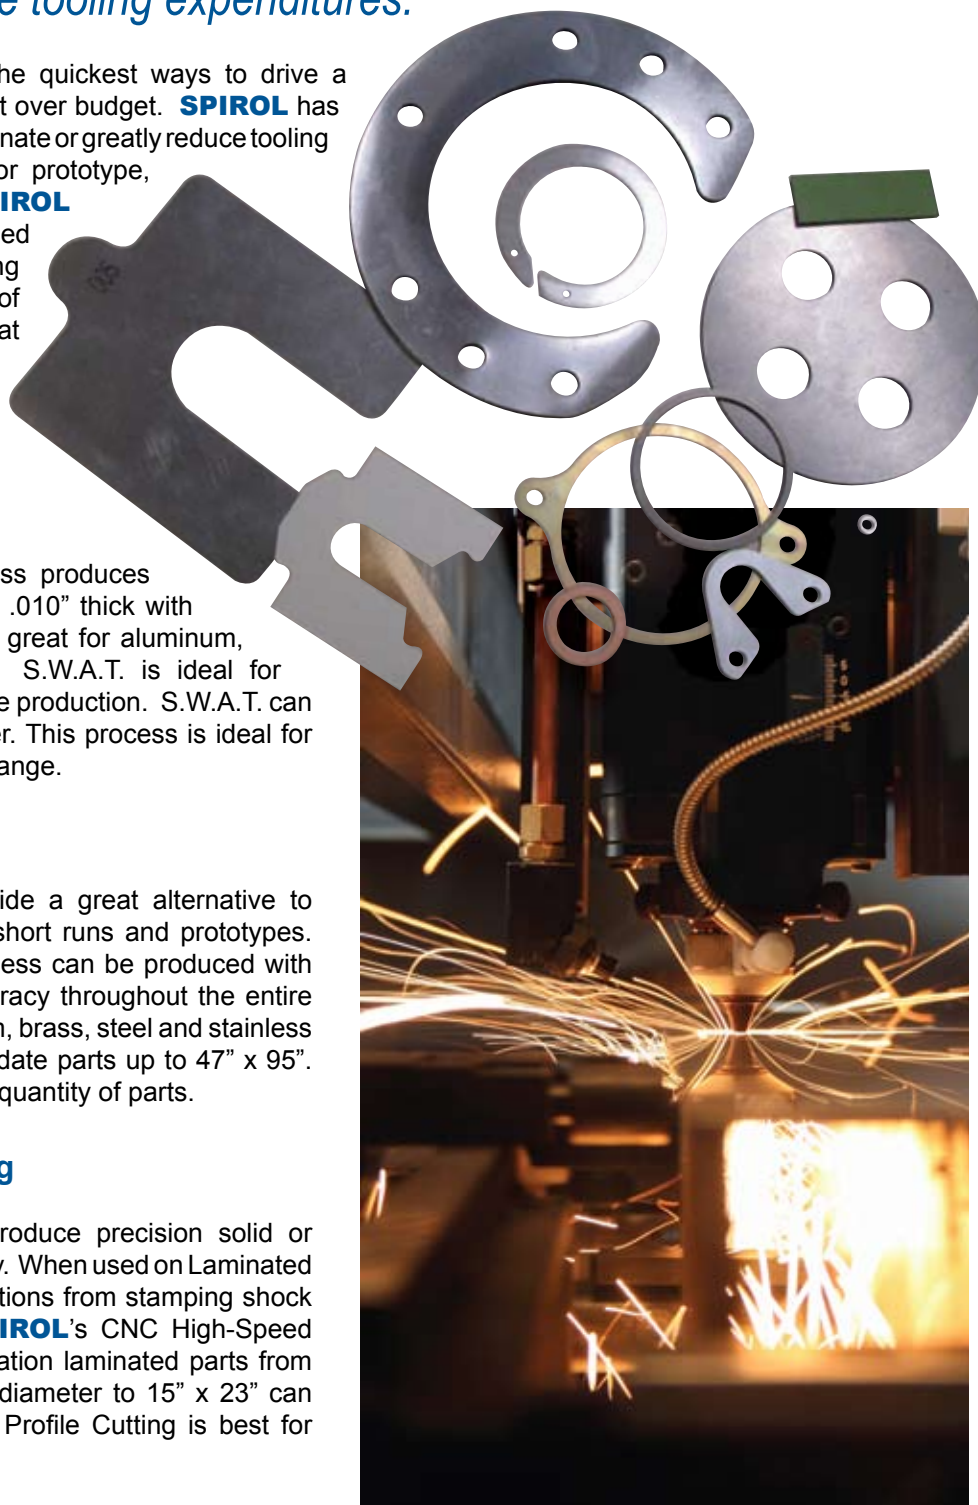 e tooling expenditures.
he quickest ways to drive a
t over budget. SPIROL has
nate or greatly reduce tooling
or prototype,
IROL
ed
ng
of
at
ss produces
.010” thick with
great for aluminum,
S.W.A.T. is ideal for
e production. S.W.A.T. can
er. This process is ideal for
ange.
ide a great alternative to
short runs and prototypes.
ess can be produced with
racy throughout the entire
n, brass, steel and stainless
date parts up to 47” x 95”.
quantity of parts.
g
roduce precision solid or
y. When used on Laminated
tions from stamping shock
IROL’s CNC High-Speed
ation laminated parts from
diameter to 15” x 23” can
Profile Cutting is best for